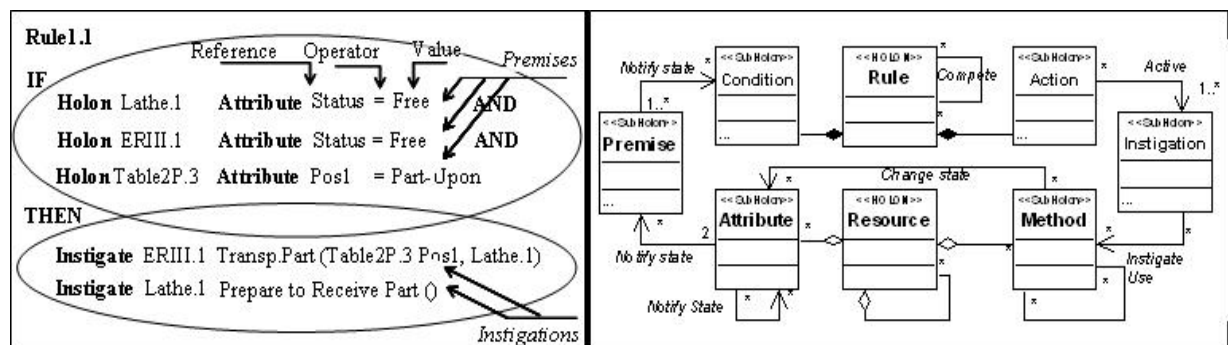 Rule1.1
Reference Operator Value
Premises
IF
Holon Lathe.1 Attribute Status = Free AND
Holon ERIII.1 Attribute Status = Free AND
Holon Table2P.3 Attribute Pos1 = Part-Upon
THEN
Instigate ERIII.1 Transp.Part (Table2P.3 Pos1, Lathe.1)
Instigate Lathe.1 Prepare to Receive Part ()
Instigations
Notify state
*
<<SubHolon>>
Condition
...
<<HOLON>>
Rule
*
Compete
*
<<SubHolon>>
Action
...
*
Active
1..*
1..*
<<SubHolon>>
Premise
...
<<SubHolon>>
Instigation
...
*
Change state
*
*
<<SubHolon>>
Attribute
2
*
<<HOLON>>
Resource
*
<<SubHolon>>
Method
*
*
*
Notify state
Instigate
Use
*
*
Notify State
*
*